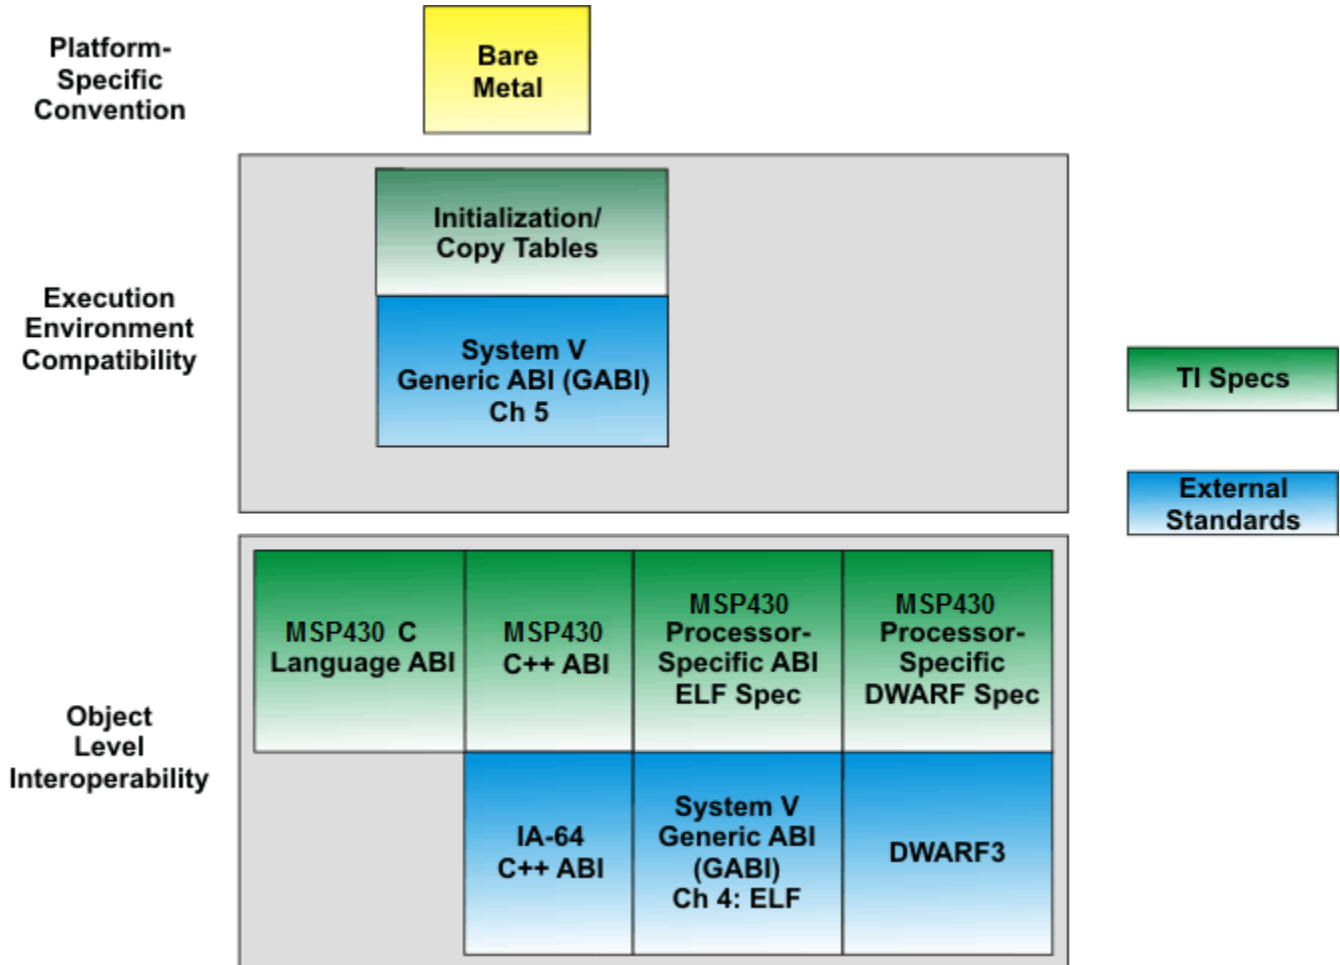 Platform-
Specific
Convention
Bare
Metal
Execution
Environment
Compatibility
Initialization/
Copy Tables
System V
Generic ABI (GABI)
Ch 5
TI Specs
External
Standards
Object
Level
Interoperability
MSP430 C
Language ABI
MSP430
C++ ABI
MSP430
Processor-
Specific ABI
ELF Spec
MSP430
Processor-
Specific
DWARF Spec
IA-64
C++ ABI
System V
Generic ABI
(GABI)
Ch 4: ELF
DWARF3